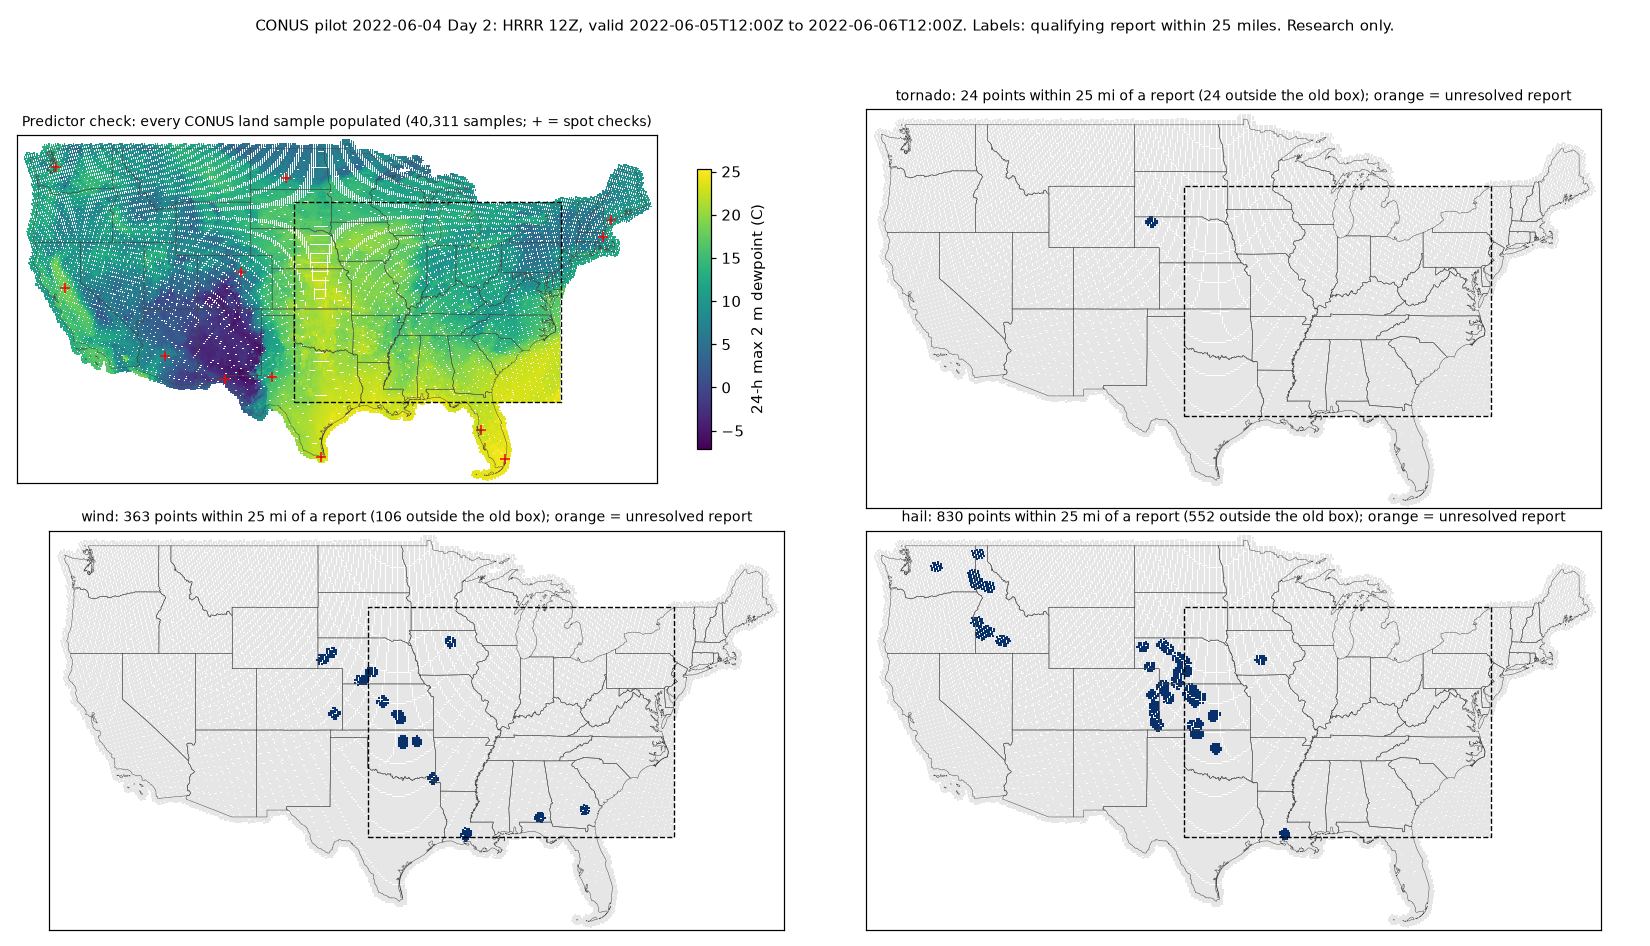 CONUS pilot 2022-06-04 Day 2: HRRR 12Z, valid 2022-06-05T12:00Z to 2022-06-06T12:00Z. Labels: qualifying report within 25 miles. Research only.
Predictor check: every CONUS land sample populated (40,311 samples; + = spot checks)
25
20
15
10
5
0
−5
24-h max 2 m dewpoint (C)
tornado: 24 points within 25 mi of a report (24 outside the old box); orange = unresolved report
wind: 363 points within 25 mi of a report (106 outside the old box); orange = unresolved report
hail: 830 points within 25 mi of a report (552 outside the old box); orange = unresolved report